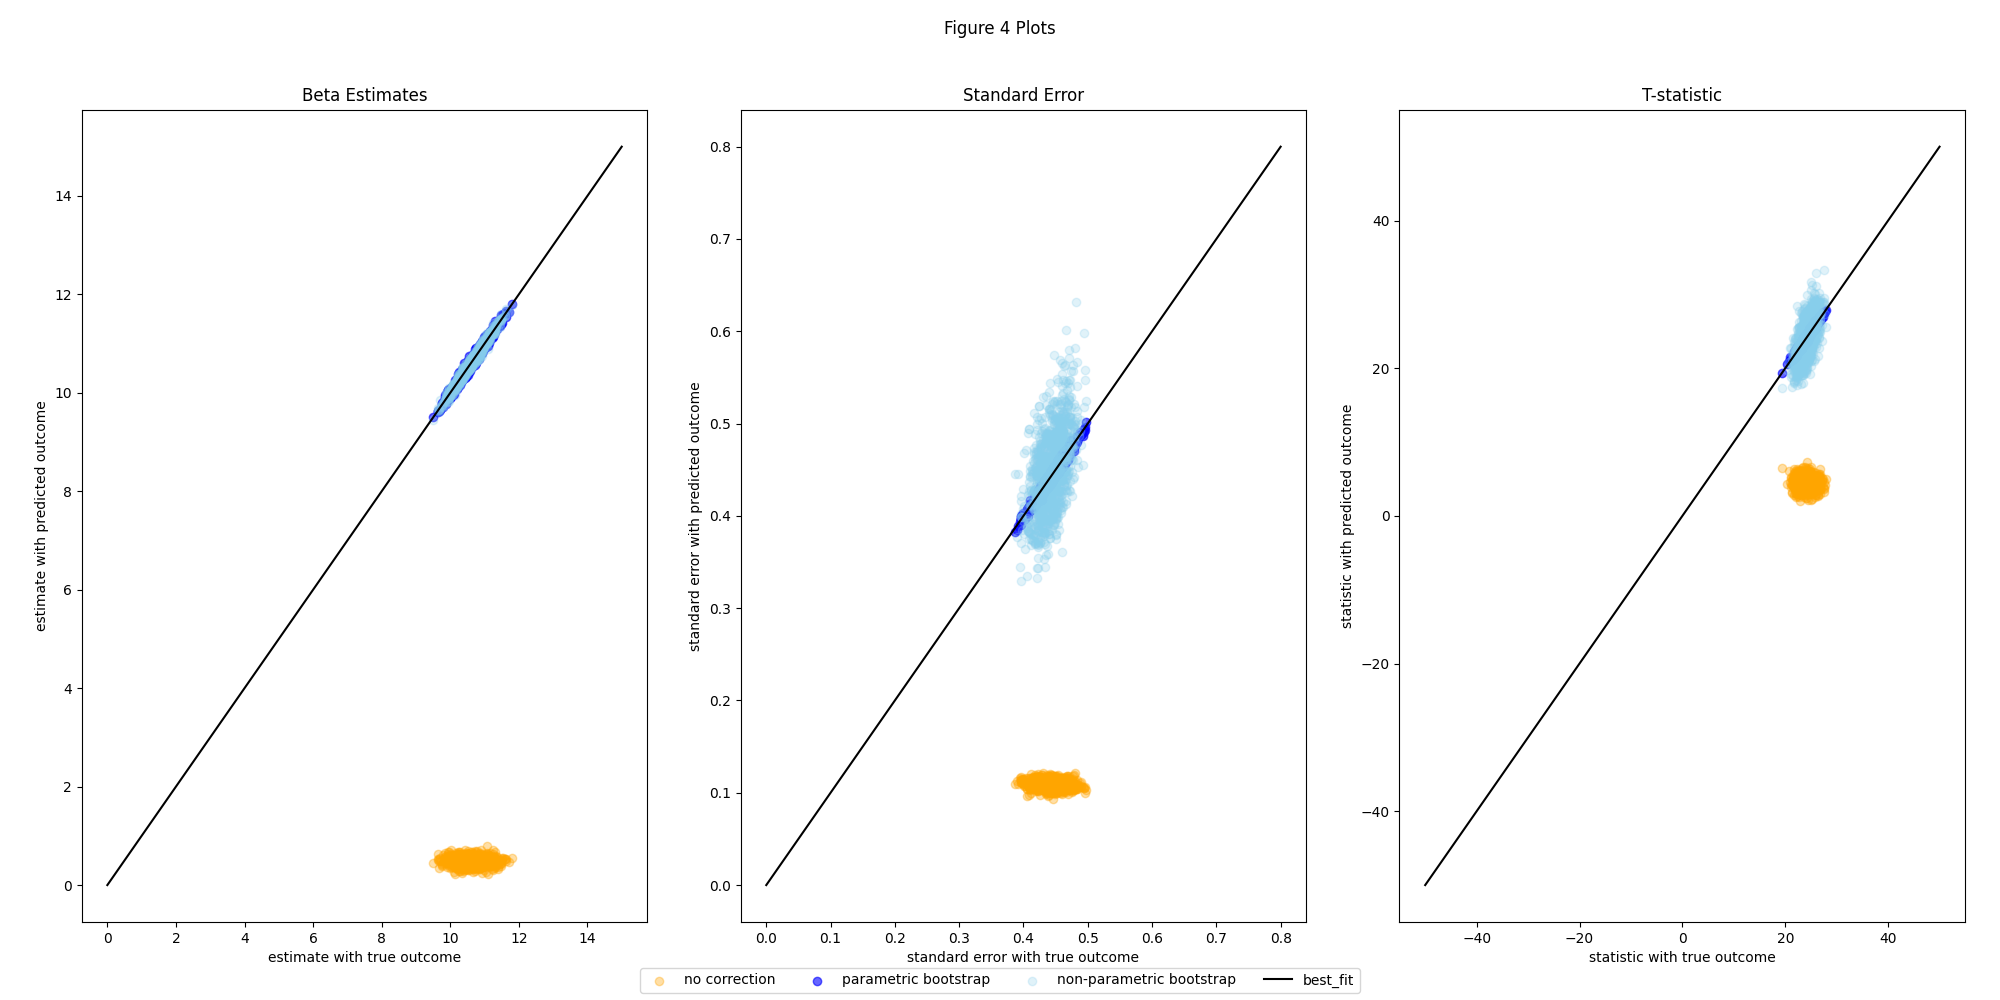 Figure 4 Plots
Beta Estimates
estimate with predicted outcome
14
12
10
8
6
4
2
0
0 2 4 6 8 10 12 14
estimate with true outcome
Standard Error
standard error with predicted outcome
0.8
0.7
0.6
0.5
0.4
0.3
0.2
0.1
0.0
0.0 0.1 0.2 0.3 0.4 0.5 0.6 0.7 0.8
standard error with true outcome
T-statistic
statistic with predicted outcome
40
20
0
−20
−40
−40 −20 0 20 40
statistic with true outcome
no correction parametric bootstrap non-parametric bootstrap best_fit